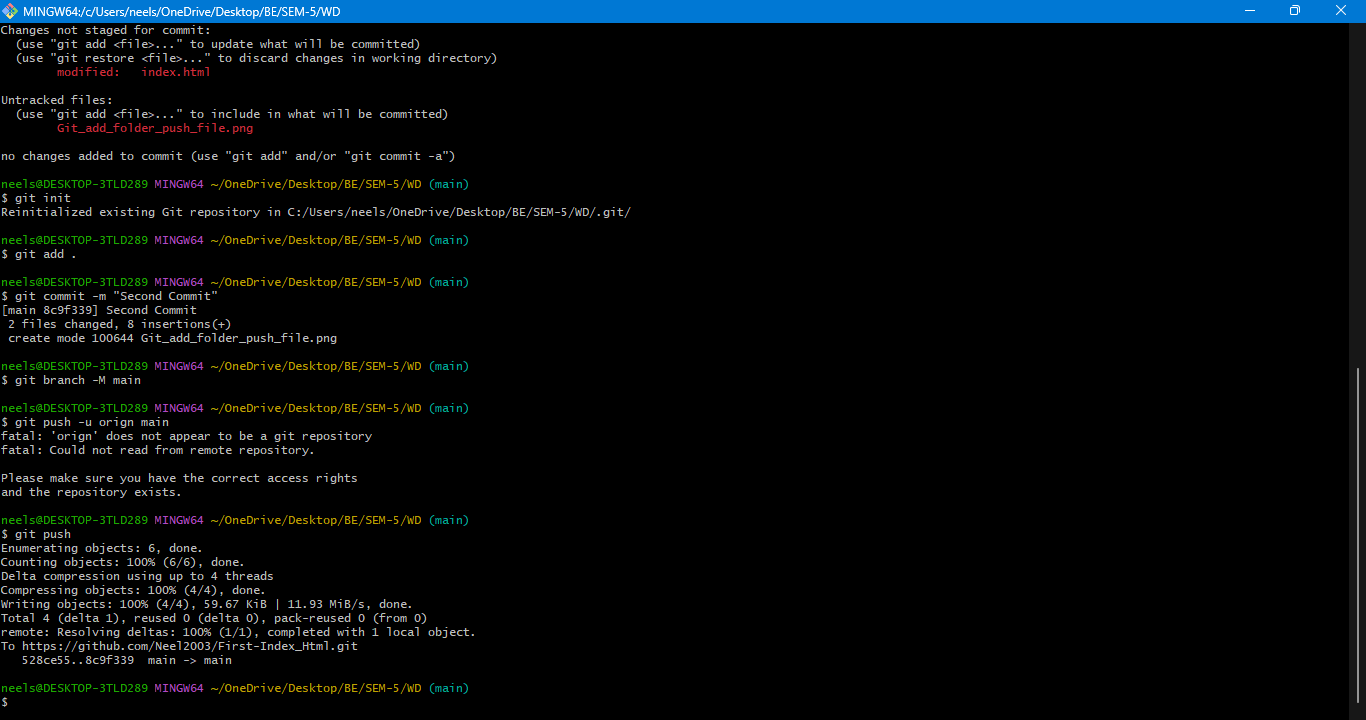 MINGW64:/c/Users/neels/OneDrive/Desktop/BE/SEM-5/WD
Changes not staged for commit:
  (use "git add <file>..." to update what will be committed)
  (use "git restore <file>..." to discard changes in working directory)
        modified:   index.html

Untracked files:
  (use "git add <file>..." to include in what will be committed)
        Git_add_folder_push_file.png

no changes added to commit (use "git add" and/or "git commit -a")

neels@DESKTOP-3TLD289 MINGW64 ~/OneDrive/Desktop/BE/SEM-5/WD (main)
$ git init
Reinitialized existing Git repository in C:/Users/neels/OneDrive/Desktop/BE/SEM-5/WD/.git/

neels@DESKTOP-3TLD289 MINGW64 ~/OneDrive/Desktop/BE/SEM-5/WD (main)
$ git add .

neels@DESKTOP-3TLD289 MINGW64 ~/OneDrive/Desktop/BE/SEM-5/WD (main)
$ git commit -m "Second Commit"
[main 8c9f339] Second Commit
 2 files changed, 8 insertions(+)
 create mode 100644 Git_add_folder_push_file.png

neels@DESKTOP-3TLD289 MINGW64 ~/OneDrive/Desktop/BE/SEM-5/WD (main)
$ git branch -M main

neels@DESKTOP-3TLD289 MINGW64 ~/OneDrive/Desktop/BE/SEM-5/WD (main)
$ git push -u orign main
fatal: 'orign' does not appear to be a git repository
fatal: Could not read from remote repository.

Please make sure you have the correct access rights
and the repository exists.

neels@DESKTOP-3TLD289 MINGW64 ~/OneDrive/Desktop/BE/SEM-5/WD (main)
$ git push
Enumerating objects: 6, done.
Counting objects: 100% (6/6), done.
Delta compression using up to 4 threads
Compressing objects: 100% (4/4), done.
Writing objects: 100% (4/4), 59.67 KiB | 11.93 MiB/s, done.
Total 4 (delta 1), reused 0 (delta 0), pack-reused 0 (from 0)
remote: Resolving deltas: 100% (1/1), completed with 1 local object.
To https://github.com/Neel2003/First-Index_Html.git
   528ce55..8c9f339  main -> main

neels@DESKTOP-3TLD289 MINGW64 ~/OneDrive/Desktop/BE/SEM-5/WD (main)
$